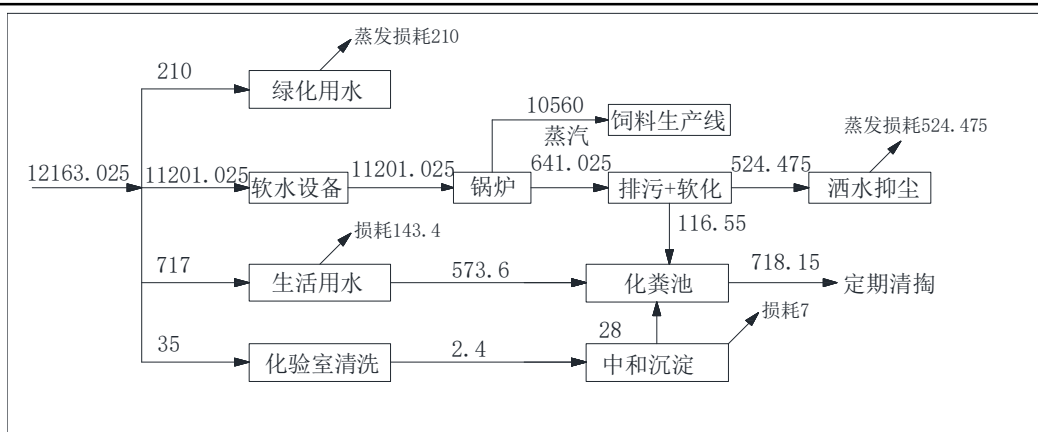 蒸发损耗210
210
绿化用水
10560
饲料生产线
蒸汽
蒸发损耗524.475
12163.025
11201.025
软水设备
11201.025
锅炉
641.025
排污+软化
524.475
洒水抑尘
116.55
损耗143.4
717
生活用水
573.6
化粪池
718.15
定期清掏
损耗7
28
35
化验室清洗
2.4
中和沉淀